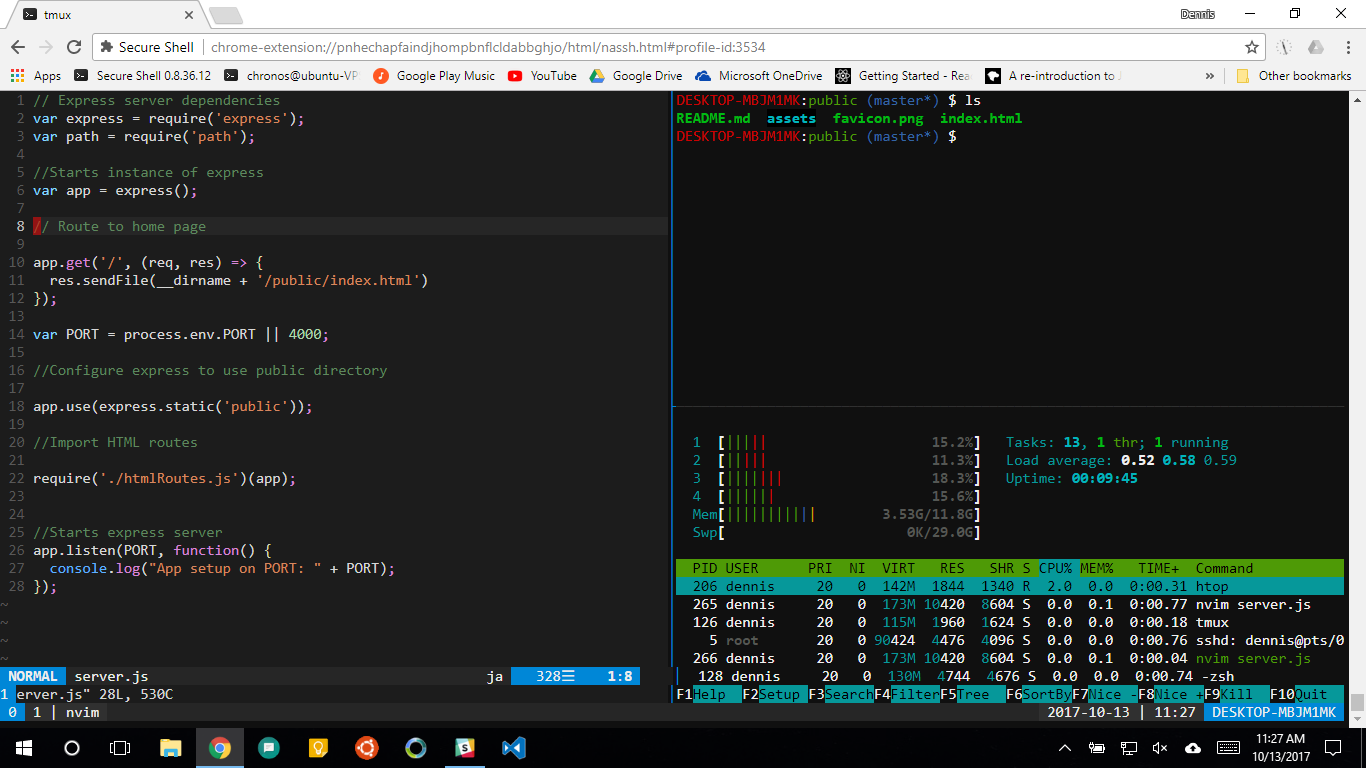 tmux
Dennis
Secure Shell | chrome-extension://pnhechapfaindjhompbnflcldabbghjo/html/nassh.html#profile-id:3534
Apps Secure Shell 0.8.36.12 chronos@ubuntu-VP Google Play Music YouTube Google Drive Microsoft OneDrive Getting Started - Rea A re-introduction to J » Other bookmarks
1 // Express server dependencies
2 var express = require('express');
3 var path = require('path');
4
5 //Starts instance of express
6 var app = express();
7
8 // Route to home page
9
10 app.get('/', (req, res) => {
11 res.sendFile(__dirname + '/public/index.html')
12 });
13
14 var PORT = process.env.PORT || 4000;
15
16 //Configure express to use public directory
17
18 app.use(express.static('public'));
19
20 //Import HTML routes
21
22 require('./htmlRoutes.js')(app);
23
24
25 //Starts express server
26 app.listen(PORT, function() {
27 console.log("App setup on PORT: " + PORT);
28 });
~
~
~
~
NORMAL server.js ja 328☰ 1:8
1 erver.js" 28L, 530C
DESKTOP-MBJM1MK:public (master*) $ ls
README.md assets favicon.png index.html
DESKTOP-MBJM1MK:public (master*) $
1 [||||| 15.2%] Tasks: 13, 1 thr; 1 running
2 [||||| 11.3%] Load average: 0.52 0.58 0.59
3 [||||||| 18.3%] Uptime: 00:09:45
4 [|||||| 15.6%]
Mem[||||||||||| 3.53G/11.8G]
Swp[ 0K/29.0G]
PID USER PRI NI VIRT RES SHR S CPU% MEM% TIME+ Command
206 dennis 20 0 142M 1844 1340 R 2.0 0.0 0:00.31 htop
265 dennis 20 0 173M 10420 8604 S 0.0 0.1 0:00.77 nvim server.js
126 dennis 20 0 115M 1960 1624 S 0.0 0.0 0:00.18 tmux
5 root 20 0 90424 4476 4096 S 0.0 0.0 0:00.76 sshd: dennis@pts/0
266 dennis 20 0 173M 10420 8604 S 0.0 0.1 0:00.04 nvim server.js
128 dennis 20 0 130M 4744 4676 S 0.0 0.0 0:00.74 -zsh
F1Help F2Setup F3SearchF4FilterF5Tree F6SortByF7Nice -F8Nice +F9Kill F10Quit
0 1 | nvim 2017-10-13 | 11:27 DESKTOP-MBJM1MK
11:27 AM
10/13/2017